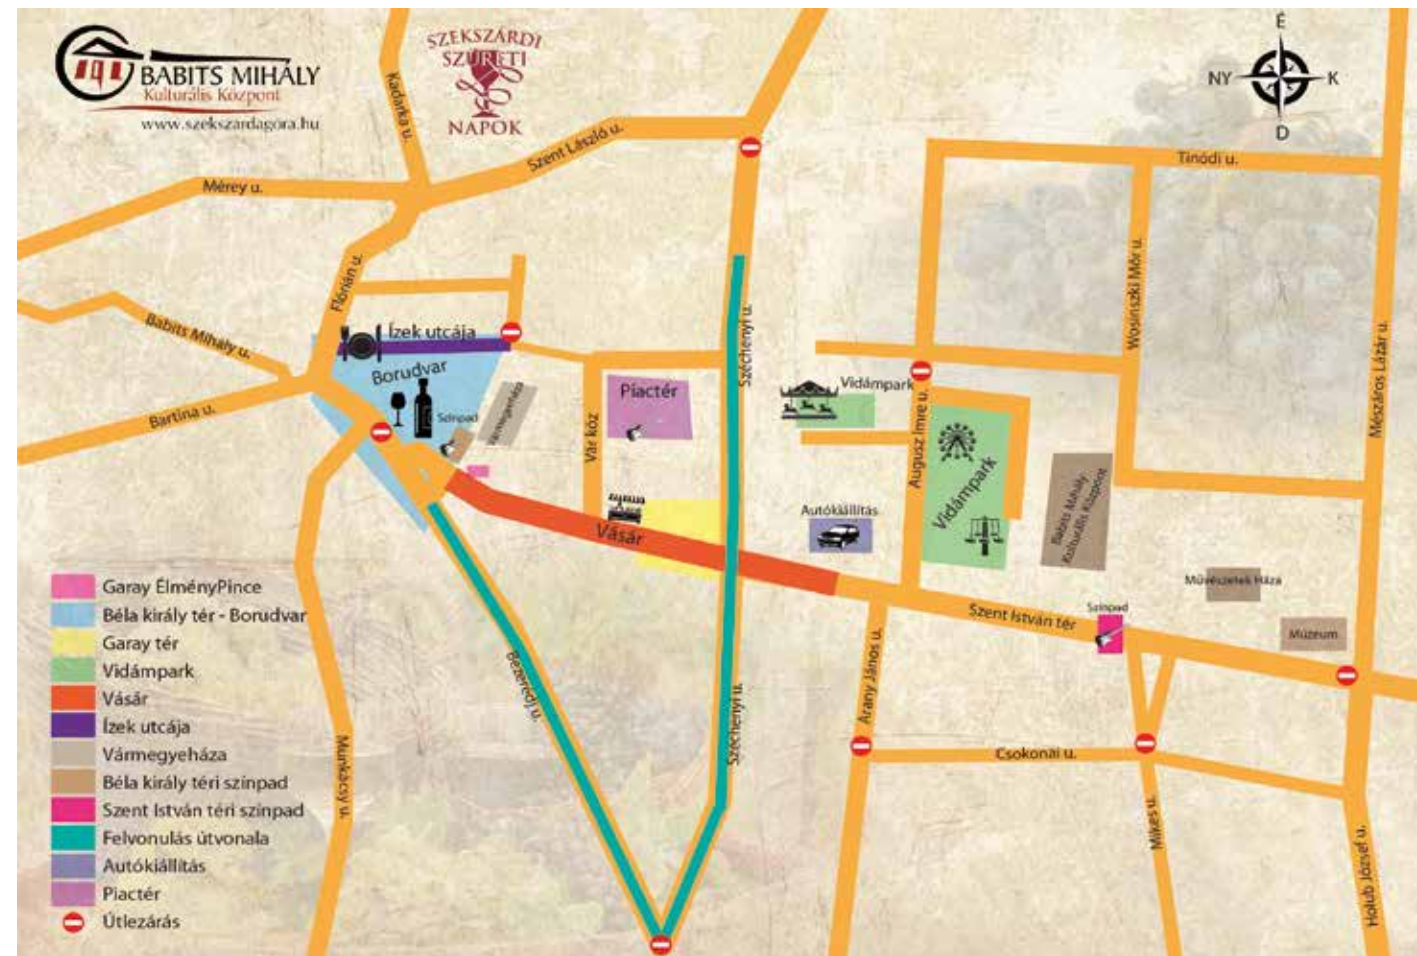 BABITS MIHÁLY
Kulturális Központ
www.szekszardagora.hu
SZEKSZÁRDI
SZÜRETI
NAPOK
É
NY
K
D
Kadarka u.
Szent László u.
Mérey u.
Tinódi u.
Flórián u.
Babits Mihály u.
Bartina u.
Ízek utcája
Borudvar
Színpad
Vármegyeháza
Piactér
Vár köz
Széchenyi u.
Vidámpark
Augusz Imre u.
Vidámpark
Wosinszki Mór u.
Mészáros Lázár u.
Babits Mihály
Kulturális Központ
Autókiállítás
Vásár
Művészetek Háza
Múzeum
Szent István tér
Színpad
Arany János u.
Bezerédj u.
Széchenyi u.
Csokonai u.
Munkácsy u.
Mikes u.
Holub József u.
Garay ÉlményPince
Béla király tér - Borudvar
Garay tér
Vidámpark
Vásár
Ízek utcája
Vármegyeháza
Béla király téri színpad
Szent István téri színpad
Felvonulás útvonala
Autókiállítás
Piactér
Útlezárás